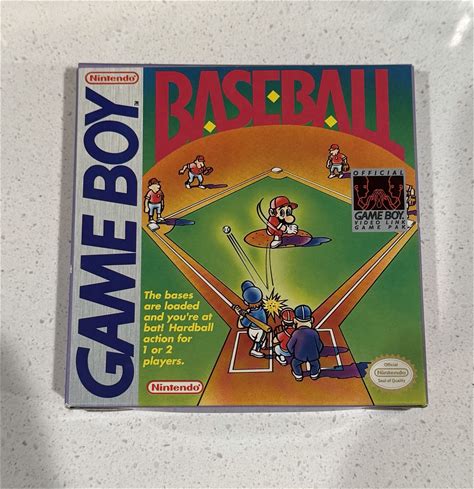 Nintendo
GAME BOY
TM
BASEBALL
OFFICIAL
GAME BOY
VIDEO LINK
GAME PAK
The bases
are loaded
and you're at
bat! Hardball
action for
1 or 2
players.
Nintendo
Official
Nintendo
Seal of Quality